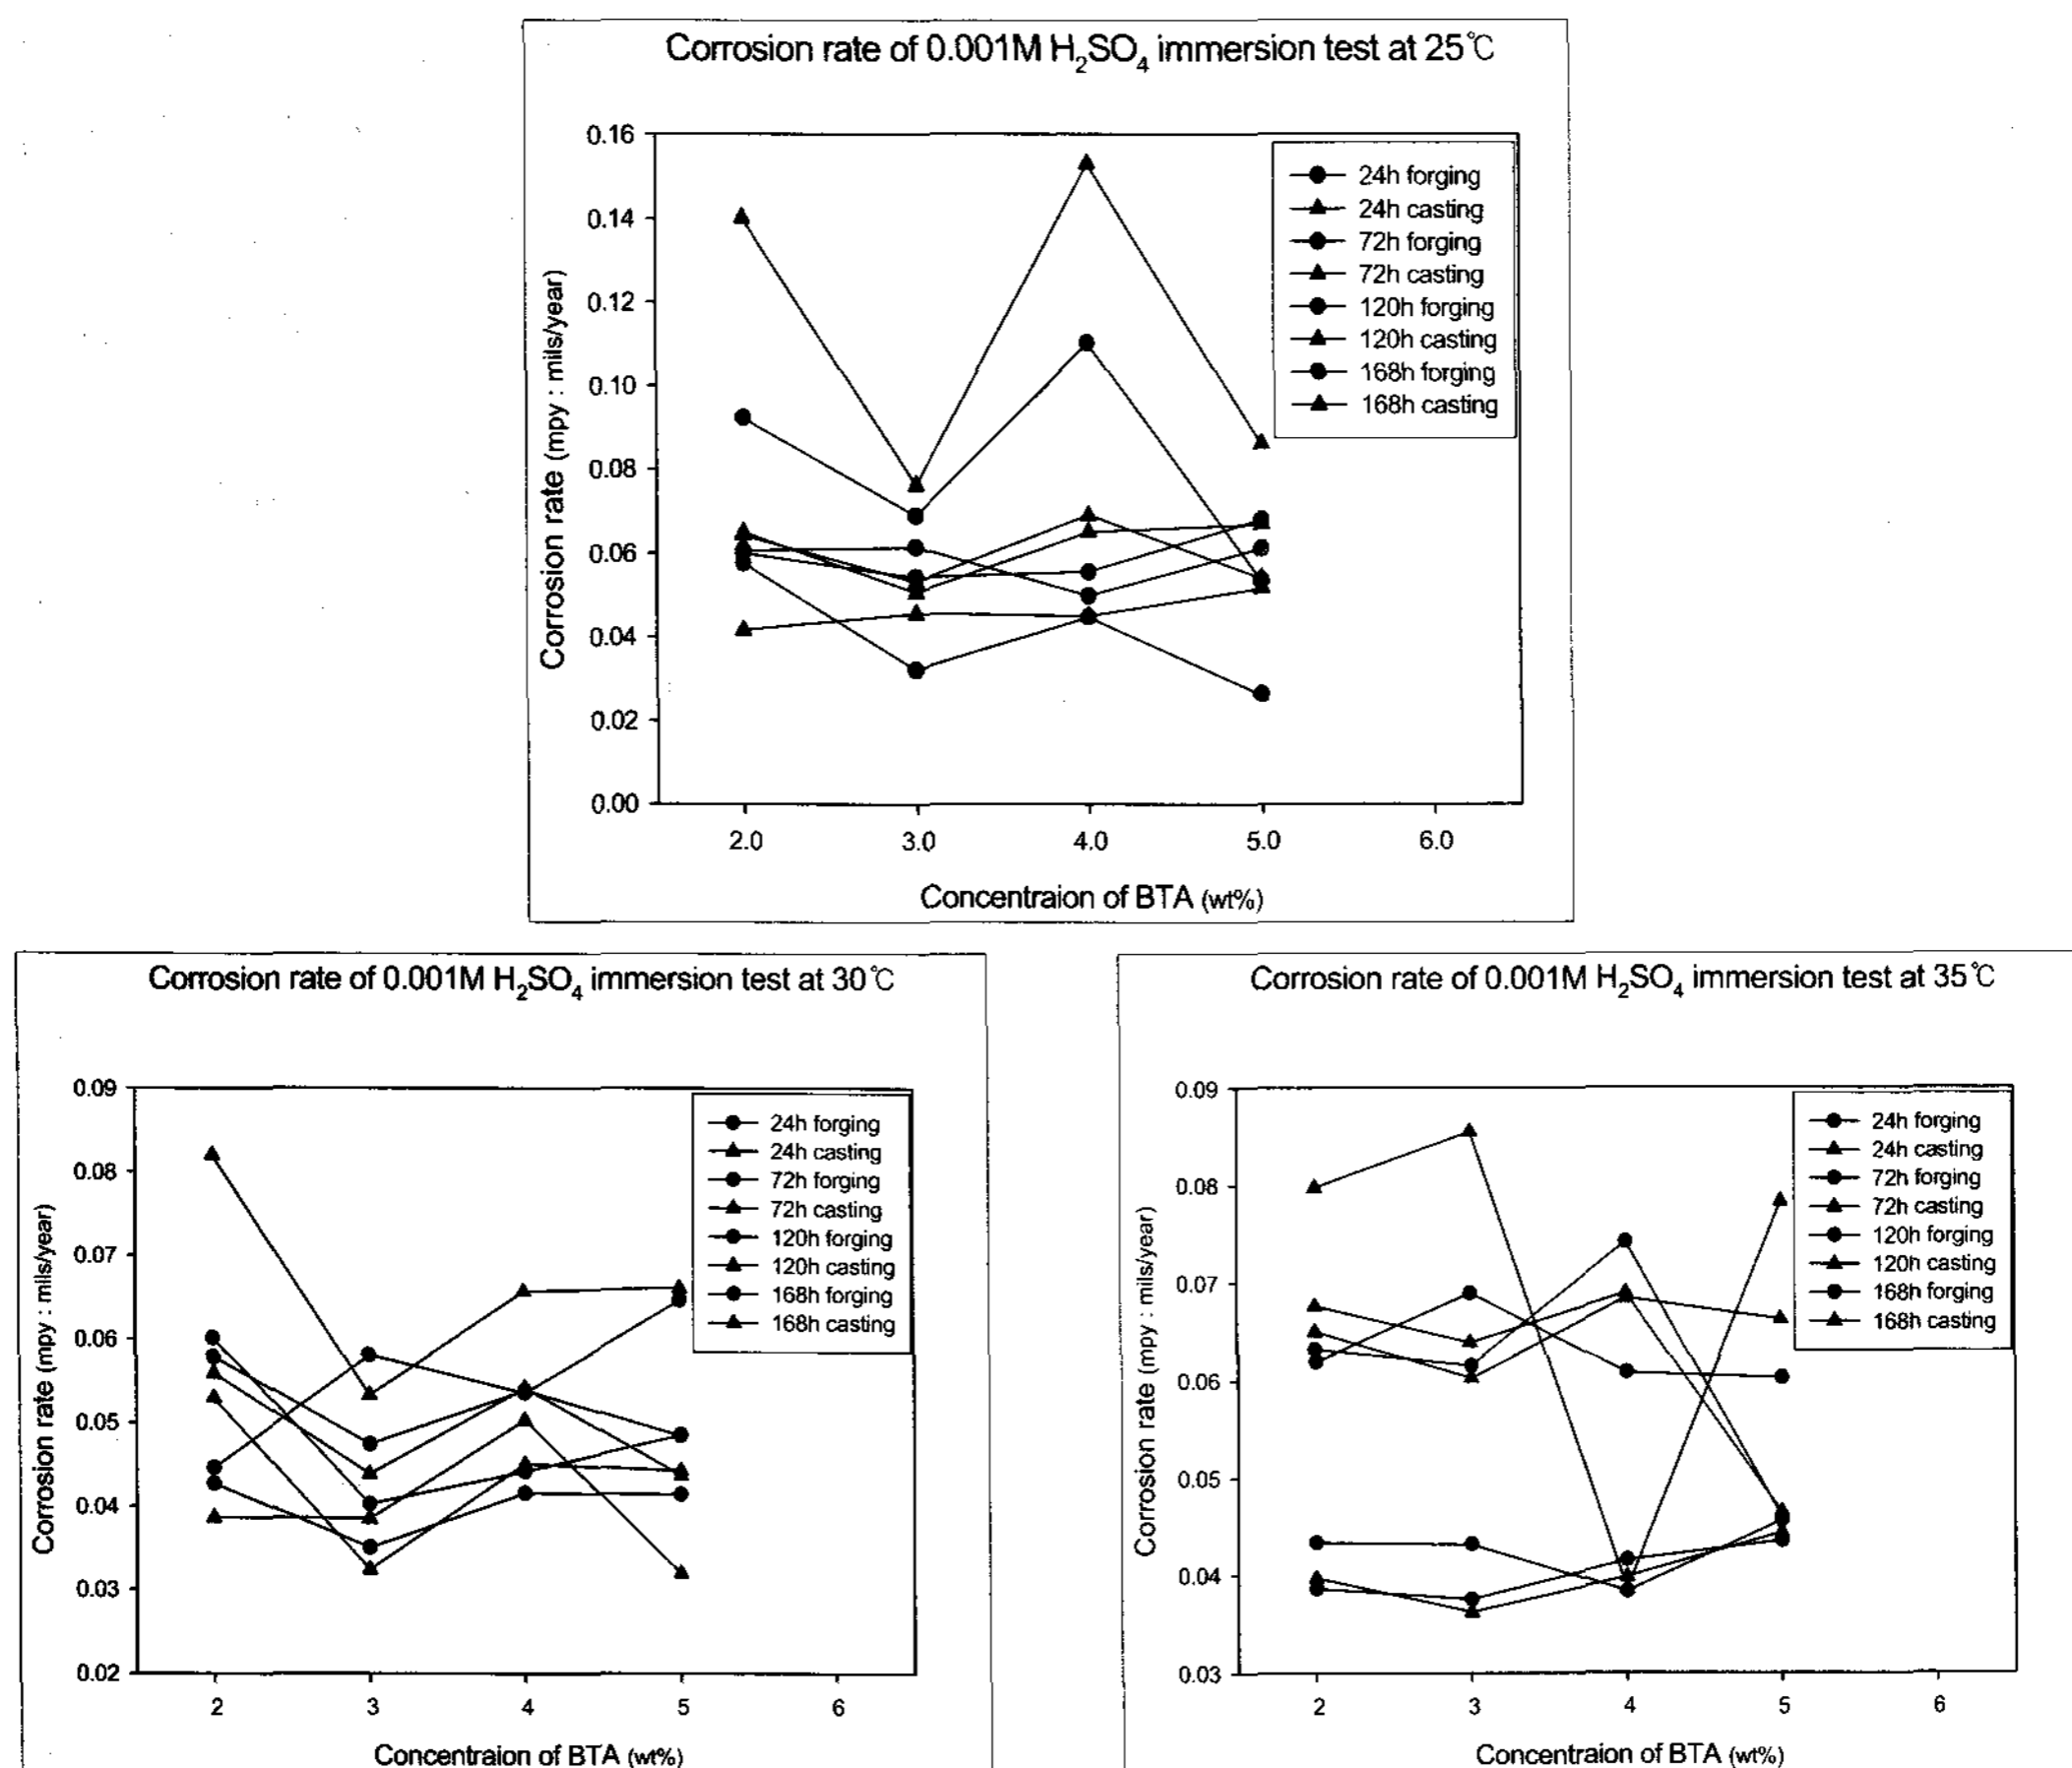 Corrosion rate of 0.001M H₂SO₄ immersion test at 25℃
0.16
0.14
0.12
0.10
0.08
0.06
0.04
0.02
0.00
Corrosion rate (mpy : mils/year)
24h forging
24h casting
72h forging
72h casting
120h forging
120h casting
168h forging
168h casting
2.0 3.0 4.0 5.0 6.0
Concentraion of BTA (wt%)
Corrosion rate of 0.001M H₂SO₄ immersion test at 30℃
0.09
0.08
0.07
0.06
0.05
0.04
0.03
0.02
Corrosion rate (mpy : mils/year)
24h forging
24h casting
72h forging
72h casting
120h forging
120h casting
168h forging
168h casting
2 3 4 5 6
Concentraion of BTA (wt%)
Corrosion rate of 0.001M H₂SO₄ immersion test at 35℃
0.09
0.08
0.07
0.06
0.05
0.04
0.03
Corrosion rate (mpy : mils/year)
24h forging
24h casting
72h forging
72h casting
120h forging
120h casting
168h forging
168h casting
2 3 4 5 6
Concentraion of BTA (wt%)